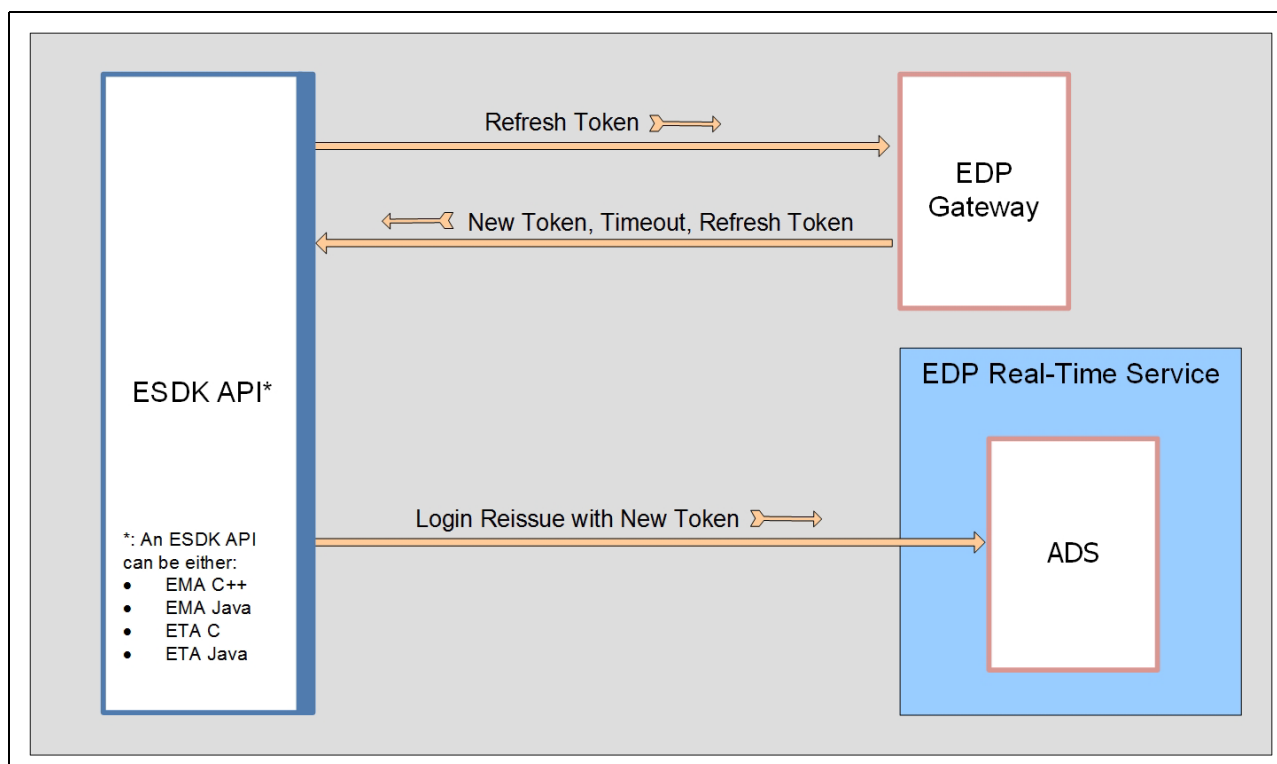 Refresh Token
EDP
Gateway
New Token, Timeout, Refresh Token
ESDK API*
EDP Real-Time Service
Login Reissue with New Token
ADS
*: An ESDK API
can be either:
• EMA C++
• EMA Java
• ETA C
• ETA Java